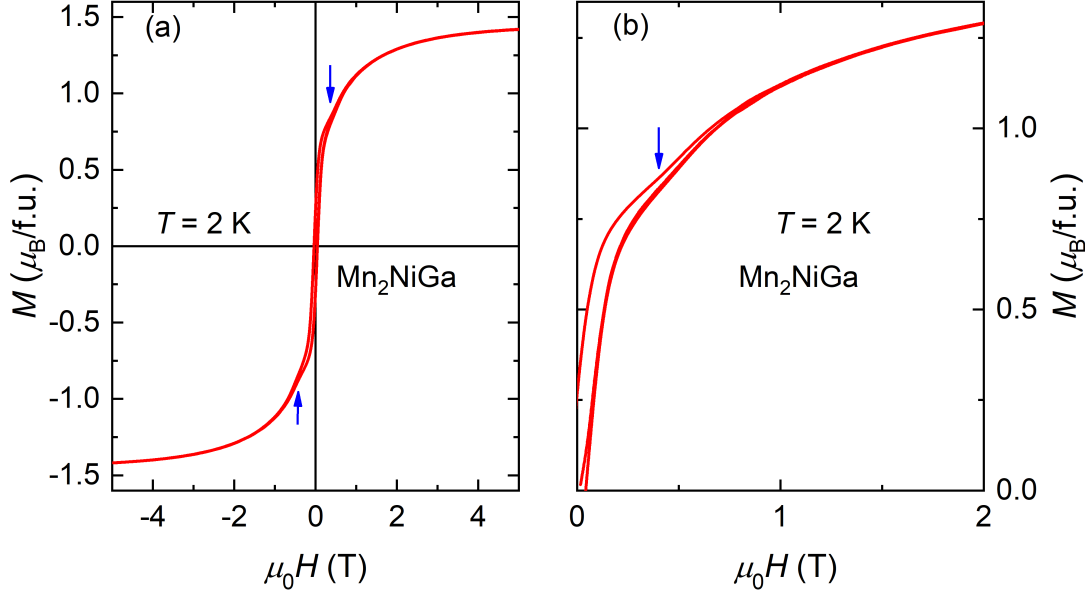 (a)
1.5
1.0
0.5
0.0
-0.5
-1.0
-1.5
M (μB/f.u.)
T = 2 K
Mn2NiGa
-4 -2 0 2 4
μ0H (T)
(b)
1.0
0.5
0.0
M (μB/f.u.)
T = 2 K
Mn2NiGa
0 1 2
μ0H (T)